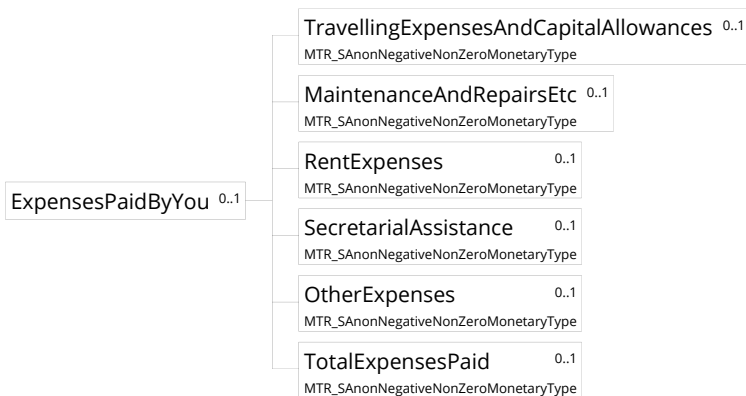 TravellingExpensesAndCapitalAllowances 0..1
MTR_SAnonNegativeNonZeroMonetaryType
MaintenanceAndRepairsEtc 0..1
MTR_SAnonNegativeNonZeroMonetaryType
RentExpenses 0..1
MTR_SAnonNegativeNonZeroMonetaryType
ExpensesPaidByYou 0..1
SecretarialAssistance 0..1
MTR_SAnonNegativeNonZeroMonetaryType
OtherExpenses 0..1
MTR_SAnonNegativeNonZeroMonetaryType
TotalExpensesPaid 0..1
MTR_SAnonNegativeNonZeroMonetaryType